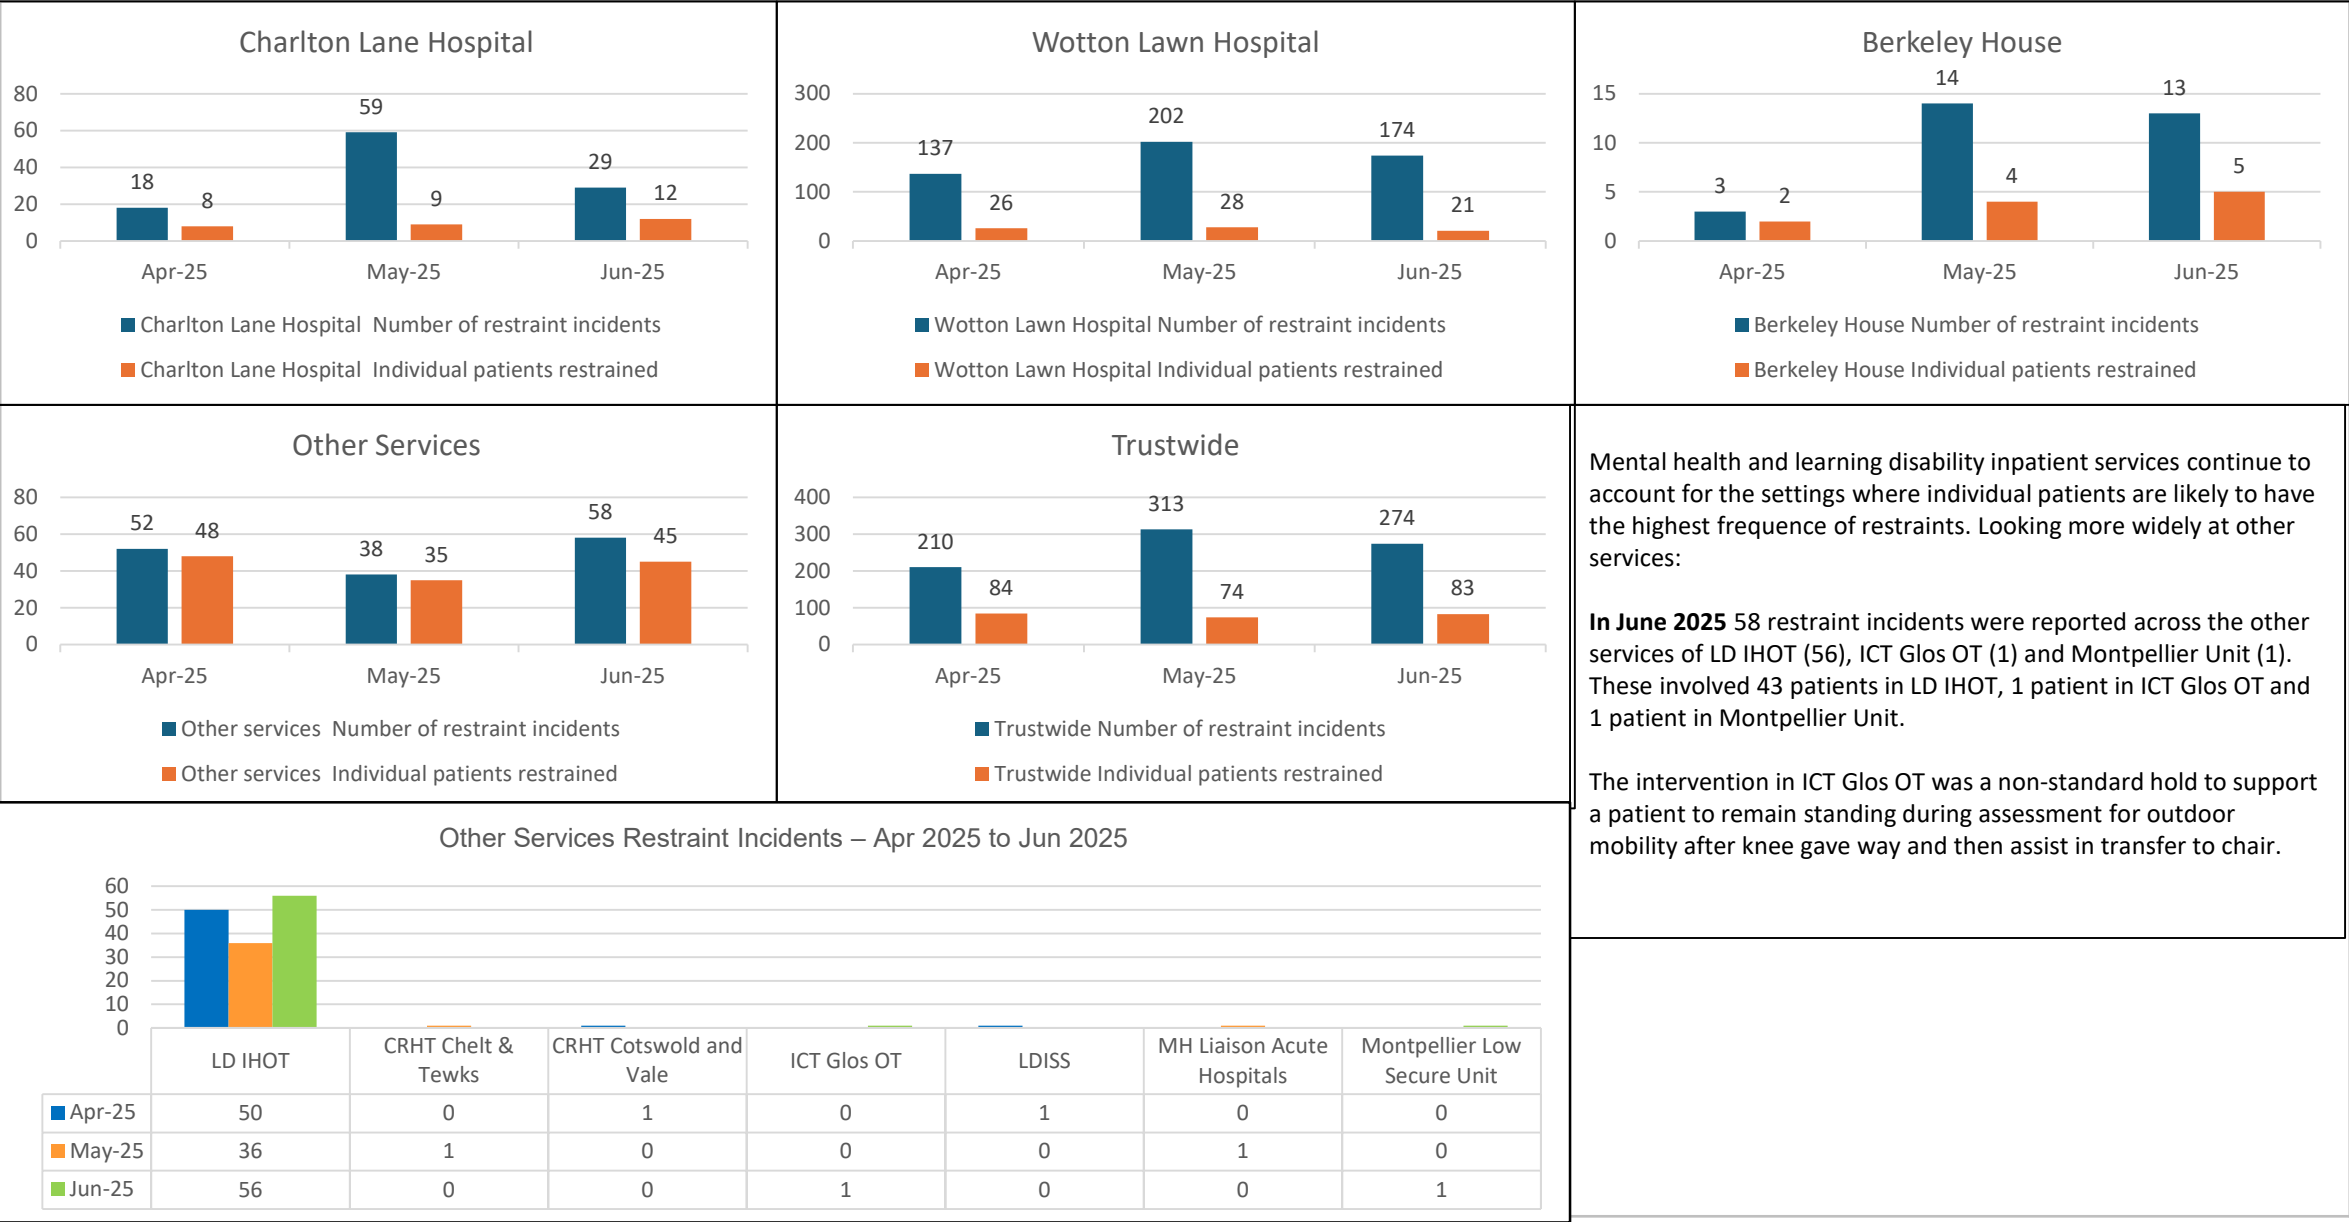 Charlton Lane Hospital
80
60
40
20
0
18
8
59
9
29
12
Apr-25 May-25 Jun-25
Charlton Lane Hospital Number of restraint incidents
Charlton Lane Hospital Individual patients restrained
Wotton Lawn Hospital
300
200
100
0
137
26
202
28
174
21
Apr-25 May-25 Jun-25
Wotton Lawn Hospital Number of restraint incidents
Wotton Lawn Hospital Individual patients restrained
Berkeley House
15
10
5
0
3
2
14
4
13
5
Apr-25 May-25 Jun-25
Berkeley House Number of restraint incidents
Berkeley House Individual patients restrained
Other Services
80
60
40
20
0
52
48
38
35
58
45
Apr-25 May-25 Jun-25
Other services Number of restraint incidents
Other services Individual patients restrained
Trustwide
400
300
200
100
0
210
84
313
74
274
83
Apr-25 May-25 Jun-25
Trustwide Number of restraint incidents
Trustwide Individual patients restrained
Mental health and learning disability inpatient services continue to
account for the settings where individual patients are likely to have
the highest frequence of restraints. Looking more widely at other
services:
In June 2025 58 restraint incidents were reported across the other
services of LD IHOT (56), ICT Glos OT (1) and Montpellier Unit (1).
These involved 43 patients in LD IHOT, 1 patient in ICT Glos OT and
1 patient in Montpellier Unit.
The intervention in ICT Glos OT was a non-standard hold to support
a patient to remain standing during assessment for outdoor
mobility after knee gave way and then assist in transfer to chair.
Other Services Restraint Incidents – Apr 2025 to Jun 2025
60
50
40
30
20
10
0
LD IHOT CRHT Chelt & Tewks CRHT Cotswold and Vale ICT Glos OT LDISS MH Liaison Acute Hospitals Montpellier Low Secure Unit
Apr-25 50 0 1 0 1 0 0
May-25 36 1 0 0 0 1 0
Jun-25 56 0 0 1 0 0 1